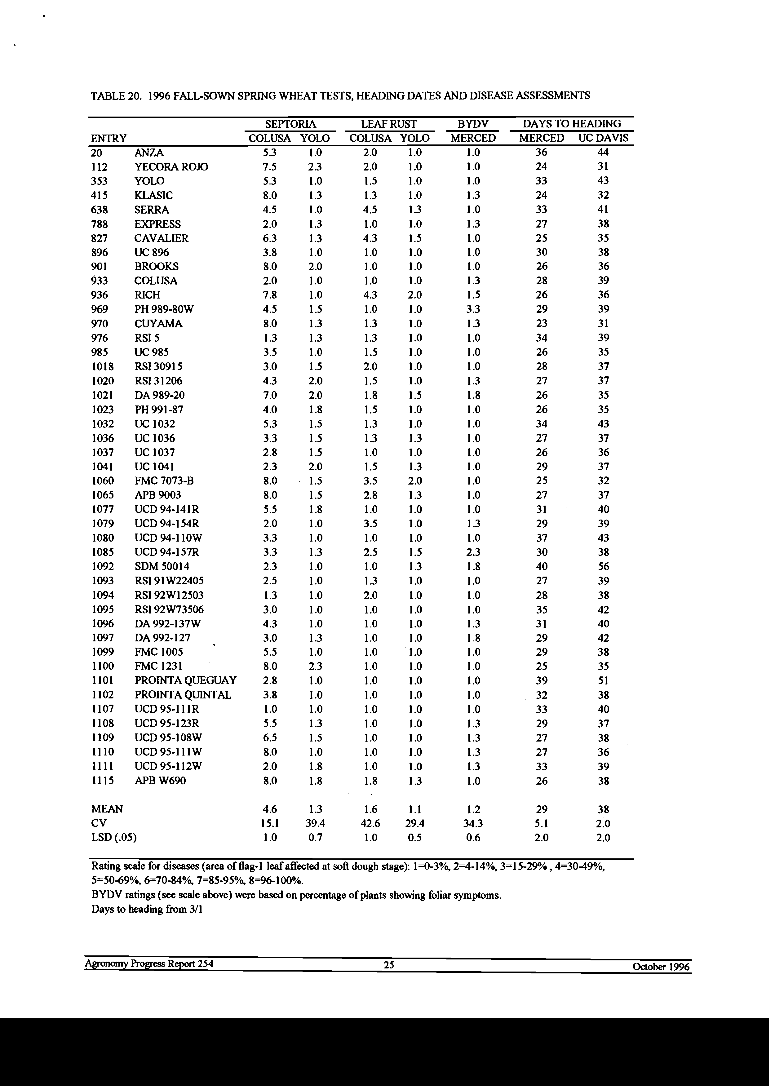 TABLE 20. 1996 FALL-SOWN SPRING WHEAT TESTS, HEADING DATES AND DISEASE ASSESSMENTS
SEPTORIA LEAF RUST BYDV DAYS TO HEADING
ENTRY COLUSA YOLO COLUSA YOLO MERCED MERCED UC DAVIS
20 ANZA 5.3 1.0 2.0 1.0 1.0 36 44
112 YECORA ROJO 7.5 2.3 2.0 1.0 1.0 24 31
353 YOLO 5.3 1.0 1.5 1.0 1.0 33 43
415 KLASIC 8.0 1.3 1.3 1.0 1.0 24 32
638 SERRA 4.5 1.0 4.5 1.3 1.0 33 41
788 EXPRESS 2.0 1.3 1.0 1.0 1.3 27 38
827 CAVALIER 6.3 1.3 4.3 1.5 1.0 25 35
896 UC 896 3.8 1.0 1.0 1.0 1.0 30 38
901 BROOKS 8.0 2.0 1.0 1.0 1.0 26 36
933 COLUSA 2.0 1.0 1.0 1.0 1.3 28 39
936 RICH 7.8 1.0 4.3 2.0 1.5 26 36
969 PH 989-80W 4.5 1.5 1.0 1.0 3.3 29 39
970 CUYAMA 8.0 1.3 1.3 1.0 1.3 23 31
976 RSI 5 1.3 1.3 1.3 1.0 1.0 34 39
985 UC 985 3.5 1.0 1.5 1.0 1.0 26 35
1018 RSI 30915 3.0 1.5 2.0 1.0 1.0 28 37
1020 RSI 31206 4.3 2.0 1.5 1.0 1.3 27 37
1021 DA 989-20 7.0 2.0 1.8 1.5 1.8 26 35
1023 PH 991-87 4.0 1.8 1.5 1.0 1.0 26 35
1032 UC 1032 5.3 1.5 1.3 1.0 1.0 34 43
1036 UC 1036 3.3 1.5 1.3 1.3 1.0 27 37
1037 UC 1037 2.8 1.5 1.0 1.0 1.0 26 36
1041 UC 1041 2.3 2.0 1.5 1.3 1.0 29 37
1060 FMC 7073-B 8.0 1.5 3.5 2.0 1.0 25 32
1065 APB 9003 8.0 1.5 2.8 1.3 1.0 27 37
1077 UCD 94-141R 5.5 1.8 1.0 1.0 1.0 31 40
1079 UCD 94-154R 2.0 1.0 3.5 1.0 1.3 29 39
1080 UCD 94-110W 3.3 1.0 1.0 1.0 1.0 37 43
1085 UCD 94-157R 3.3 1.3 2.5 1.5 2.3 30 38
1092 SDM 50014 2.3 1.0 1.0 1.3 1.8 40 56
1093 RSI 91W22405 2.5 1.0 1.3 1.0 1.0 27 39
1094 RSI 92W12503 1.3 1.0 2.0 1.0 1.0 28 38
1095 RSI 92W73506 3.0 1.0 1.0 1.0 1.0 35 42
1096 DA 992-137W 4.3 1.0 1.0 1.0 1.3 31 40
1097 DA 992-127 3.0 1.3 1.0 1.0 1.8 29 42
1099 FMC 1005 5.5 1.0 1.0 1.0 1.0 29 38
1100 FMC 1231 8.0 2.3 1.0 1.0 1.0 25 35
1101 PROINTA QUEGUAY 2.8 1.0 1.0 1.0 1.0 39 51
1102 PROINTA QUINTAL 3.8 1.0 1.0 1.0 1.0 32 38
1107 UCD 95-111R 1.0 1.0 1.0 1.0 1.0 33 40
1108 UCD 95-123R 5.5 1.3 1.0 1.0 1.3 29 37
1109 UCD 95-108W 6.5 1.5 1.0 1.0 1.3 27 38
1110 UCD 95-111W 8.0 1.0 1.0 1.0 1.3 27 36
1111 UCD 95-112W 2.0 1.8 1.0 1.0 1.3 33 39
1115 APB W690 8.0 1.8 1.8 1.3 1.0 26 38
MEAN 4.6 1.3 1.6 1.1 1.2 29 38
CV 15.1 39.4 42.6 29.4 34.3 5.1 2.0
LSD (.05) 1.0 0.7 1.0 0.5 0.6 2.0 2.0
Rating scale for diseases (area of flag-1 leaf affected at soft dough stage): 1=0-3%, 2=4-14%, 3=15-29% , 4=30-49%,
5=50-69%, 6=70-84%, 7=85-95%, 8=96-100%.
BYDV ratings (see scale above) were based on percentage of plants showing foliar symptoms.
Days to heading from 3/1
Agronomy Progress Report 254 25 October 1996